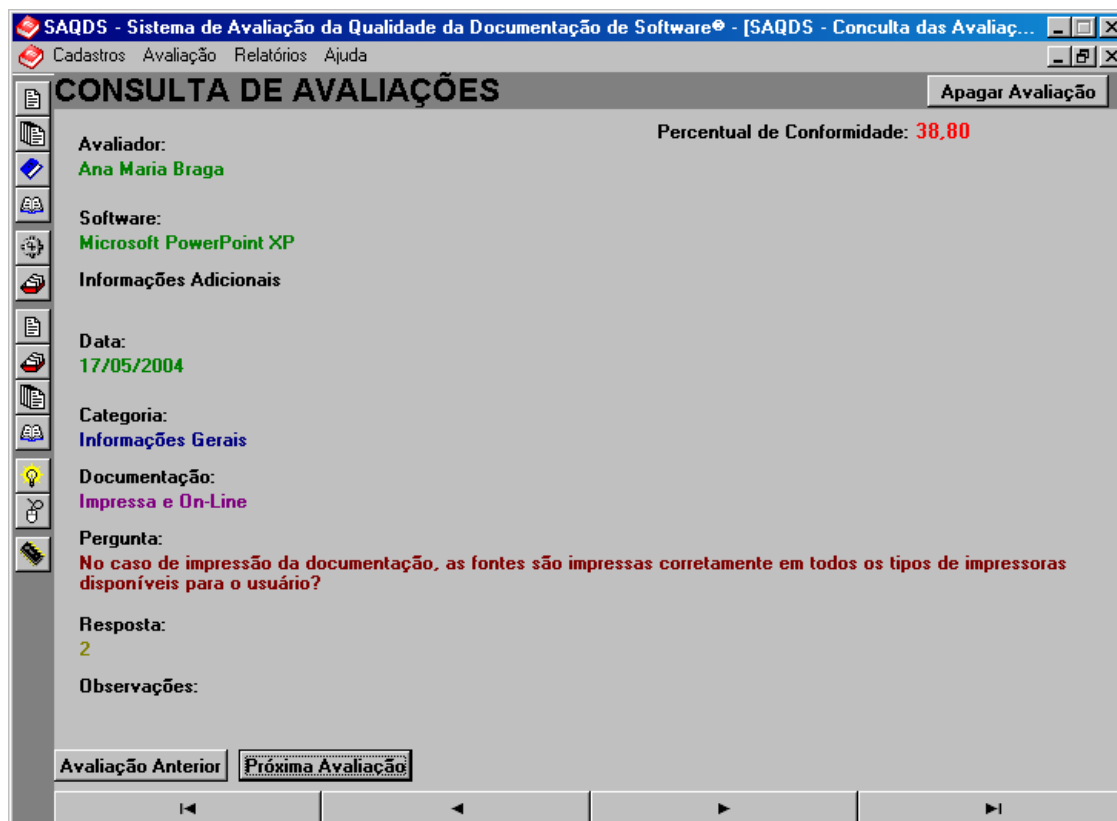 SAQDS - Sistema de Avaliação da Qualidade da Documentação de Software® - [SAQDS - Conculta das Avaliaç...
Cadastros Avaliação Relatórios Ajuda
CONSULTA DE AVALIAÇÕES
Apagar Avaliação
Percentual de Conformidade: 38,80
Avaliador:
Ana Maria Braga
Software:
Microsoft PowerPoint XP
Informações Adicionais
Data:
17/05/2004
Categoria:
Informações Gerais
Documentação:
Impressa e On-Line
Pergunta:
No caso de impressão da documentação, as fontes são impressas corretamente em todos os tipos de impressoras
disponíveis para o usuário?
Resposta:
2
Observações:
Avaliação Anterior Próxima Avaliação